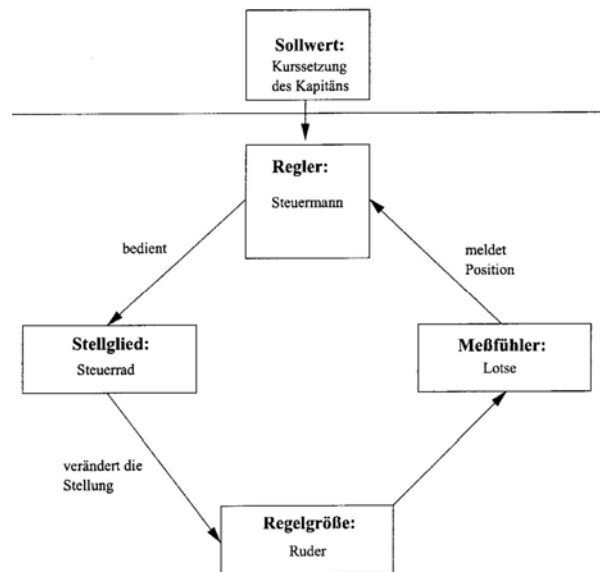 Sollwert:
Kurssetzung
des Kapitäns
Regler:
Steuermann
bedient
meldet
Position
Stellglied:
Steuerrad
Meßfühler:
Lotse
verändert die
Stellung
Regelgröße:
Ruder